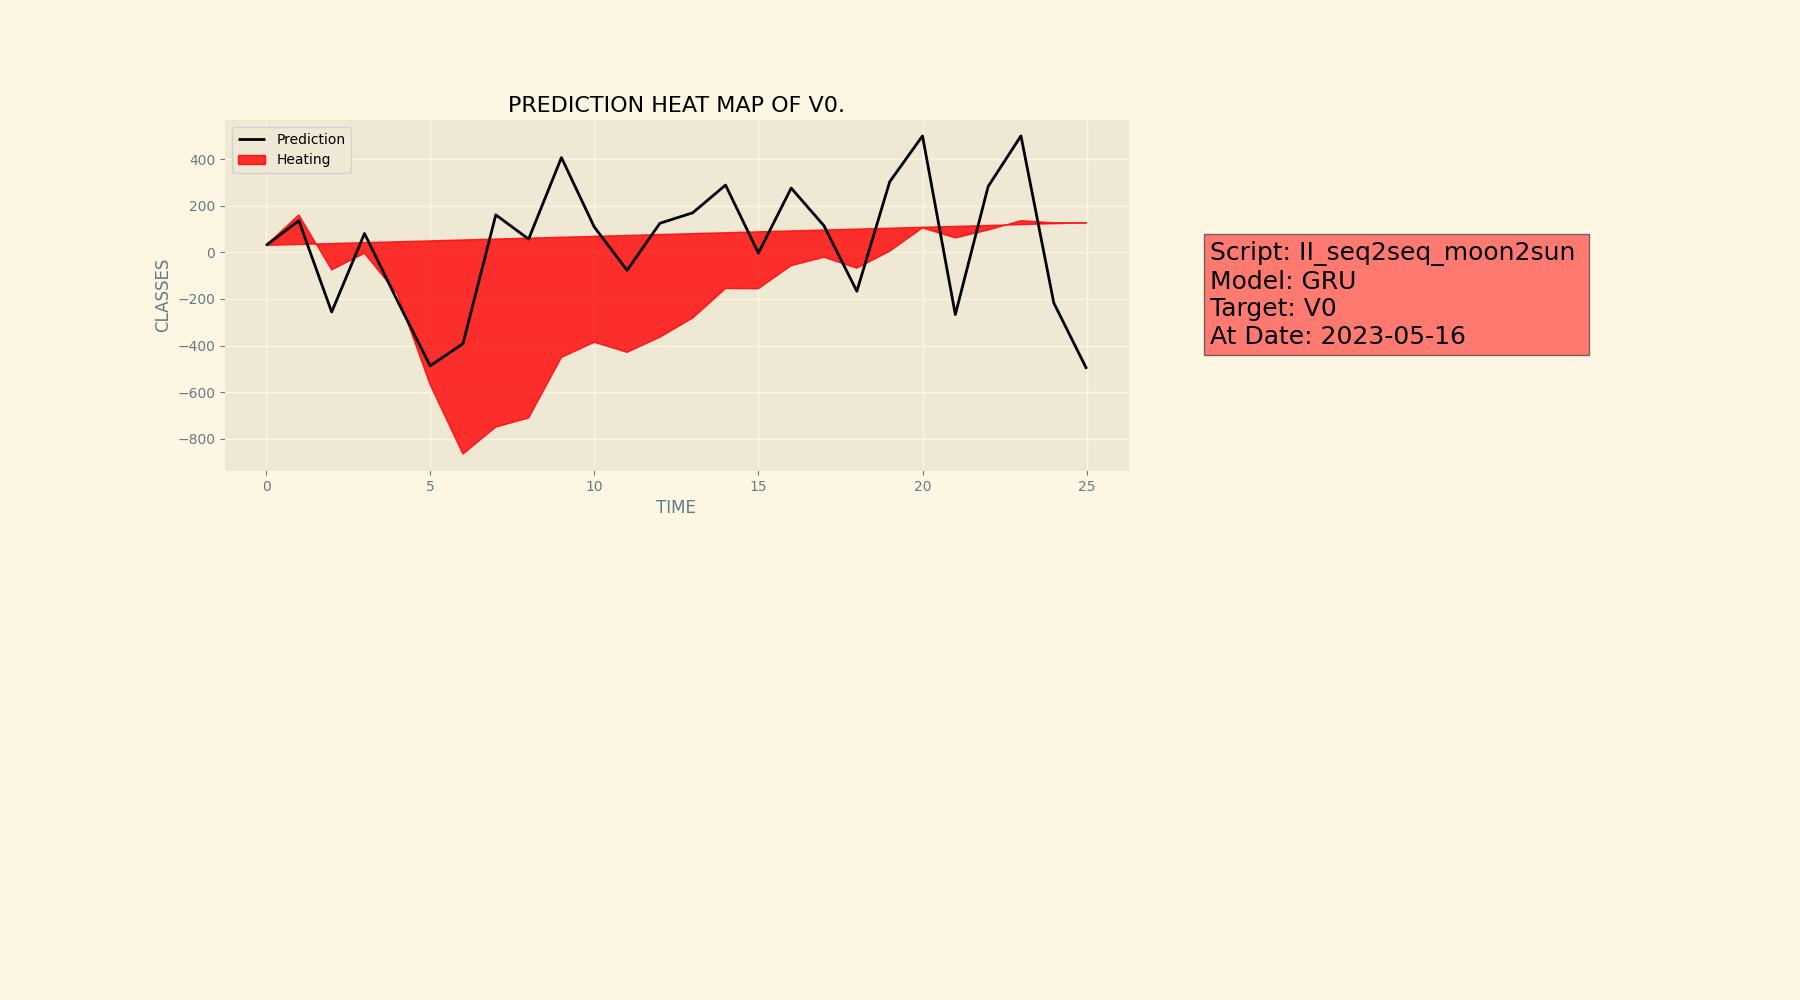 PREDICTION HEAT MAP OF V0.
Prediction
Heating
400
200
0
−200
−400
−600
−800
CLASSES
0 5 10 15 20 25
TIME
Script: II_seq2seq_moon2sun
Model: GRU
Target: V0
At Date: 2023-05-16